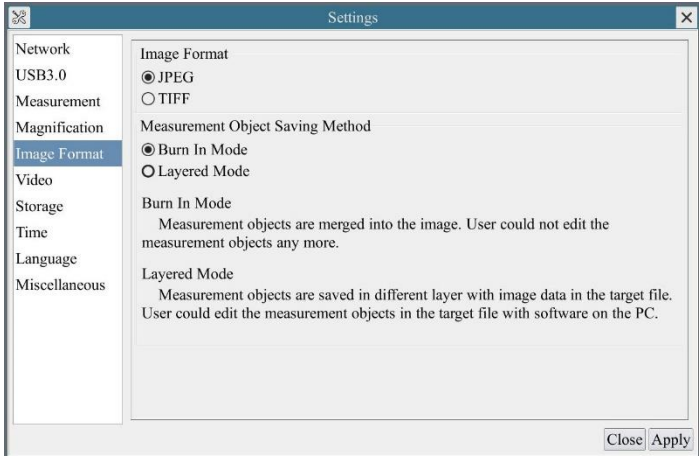 Settings
Network
USB3.0
Measurement
Magnification
Image Format
Video
Storage
Time
Language
Miscellaneous
Image Format
JPEG
TIFF
Measurement Object Saving Method
Burn In Mode
Layered Mode
Burn In Mode
Measurement objects are merged into the image. User could not edit the
measurement objects any more.
Layered Mode
Measurement objects are saved in different layer with image data in the target file.
User could edit the measurement objects in the target file with software on the PC.
Close Apply